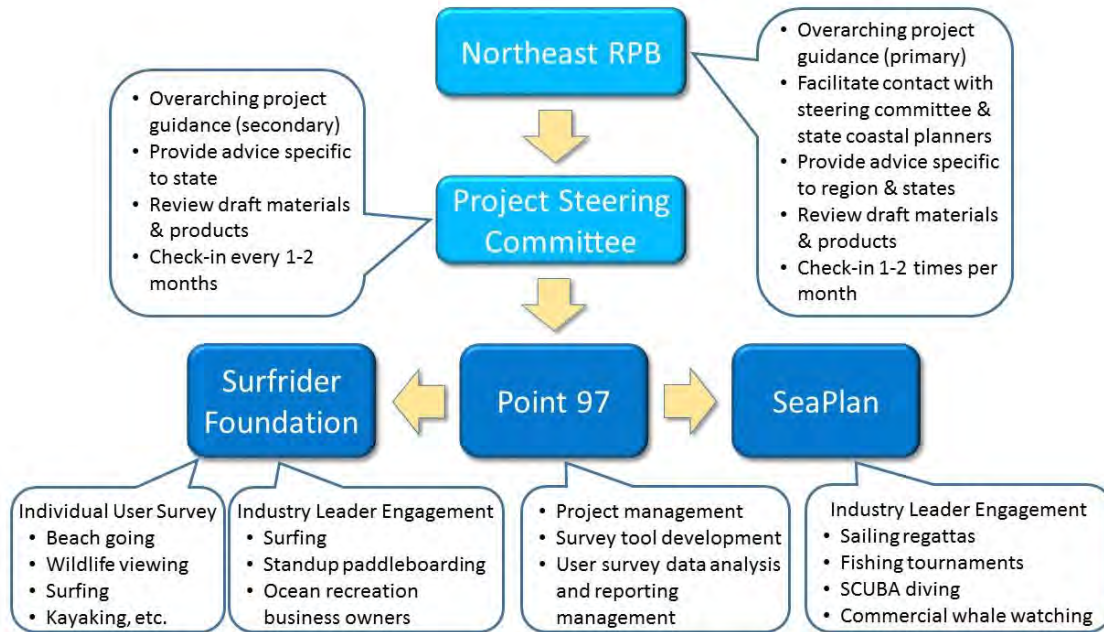 Northeast RPB
• Overarching project
guidance (primary)
• Facilitate contact with
steering committee &
state coastal planners
• Provide advice specific
to region & states
• Review draft materials
& products
• Check-in 1-2 times per
month
• Overarching project
guidance (secondary)
• Provide advice specific
to state
• Review draft materials
& products
• Check-in every 1-2
months
Project Steering
Committee
Surfrider
Foundation
Point 97
SeaPlan
Individual User Survey
• Beach going
• Wildlife viewing
• Surfing
• Kayaking, etc.
Industry Leader Engagement
• Surfing
• Standup paddleboarding
• Ocean recreation
business owners
• Project management
• Survey tool development
• User survey data analysis
and reporting
management
Industry Leader Engagement
• Sailing regattas
• Fishing tournaments
• SCUBA diving
• Commercial whale watching